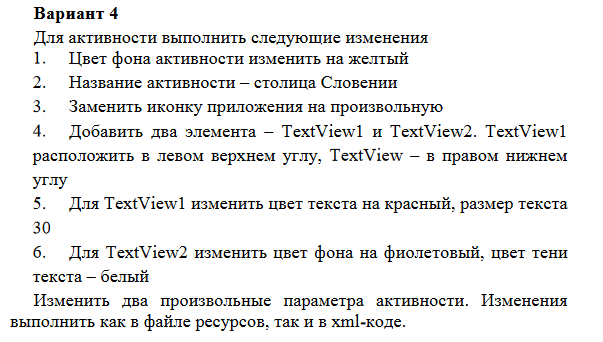 Вариант 4
Для активности выполнить следующие изменения
1. Цвет фона активности изменить на желтый
2. Название активности – столица Словении
3. Заменить иконку приложения на произвольную
4. Добавить два элемента – TextView1 и TextView2. TextView1
расположить в левом верхнем углу, TextView – в правом нижнем
углу
5. Для TextView1 изменить цвет текста на красный, размер текста
30
6. Для TextView2 изменить цвет фона на фиолетовый, цвет тени
текста – белый
Изменить два произвольные параметра активности. Изменения
выполнить как в файле ресурсов, так и в xml-коде.